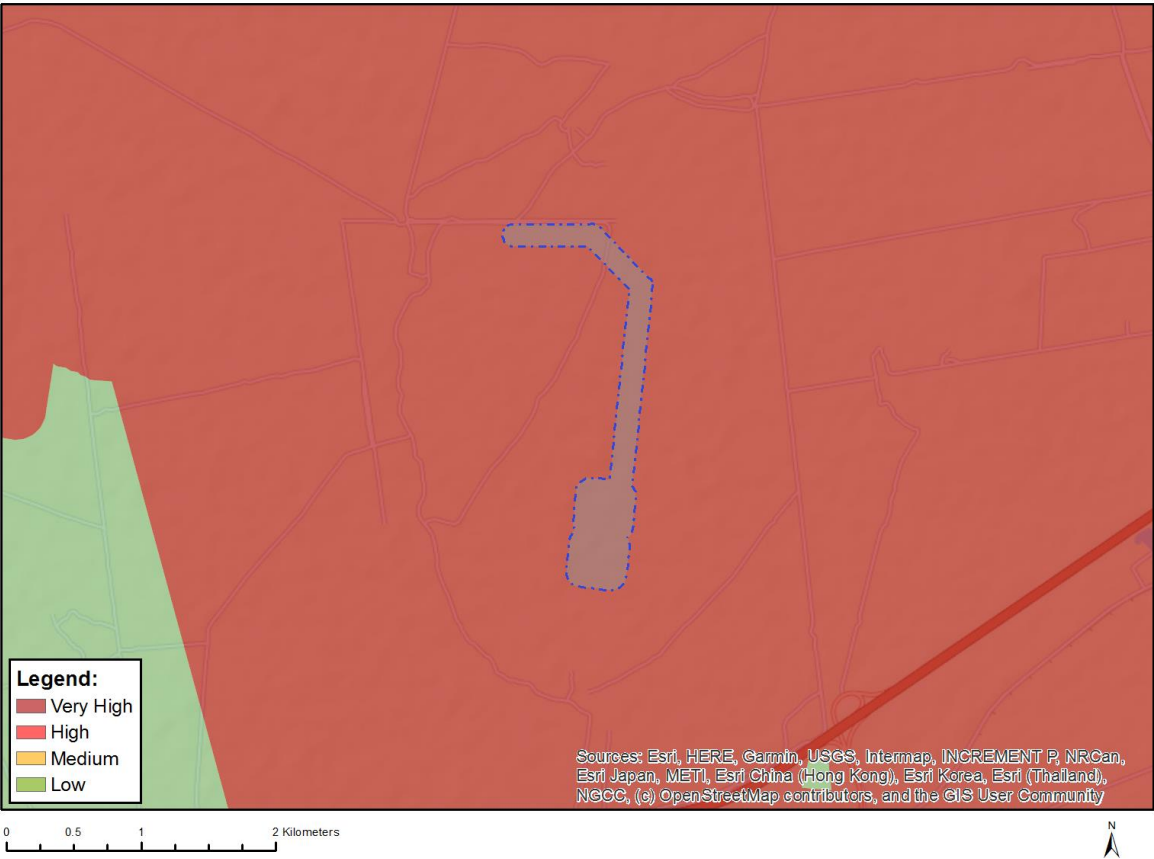 Legend:
Very High
High
Medium
Low
Sources: Esri, HERE, Garmin, USGS, Intermap, INCREMENT P, NRCan,
Esri Japan, METI, Esri China (Hong Kong), Esri Korea, Esri (Thailand),
NGCC, (c) OpenStreetMap contributors, and the GIS User Community
0 0.5 1 2 Kilometers
N